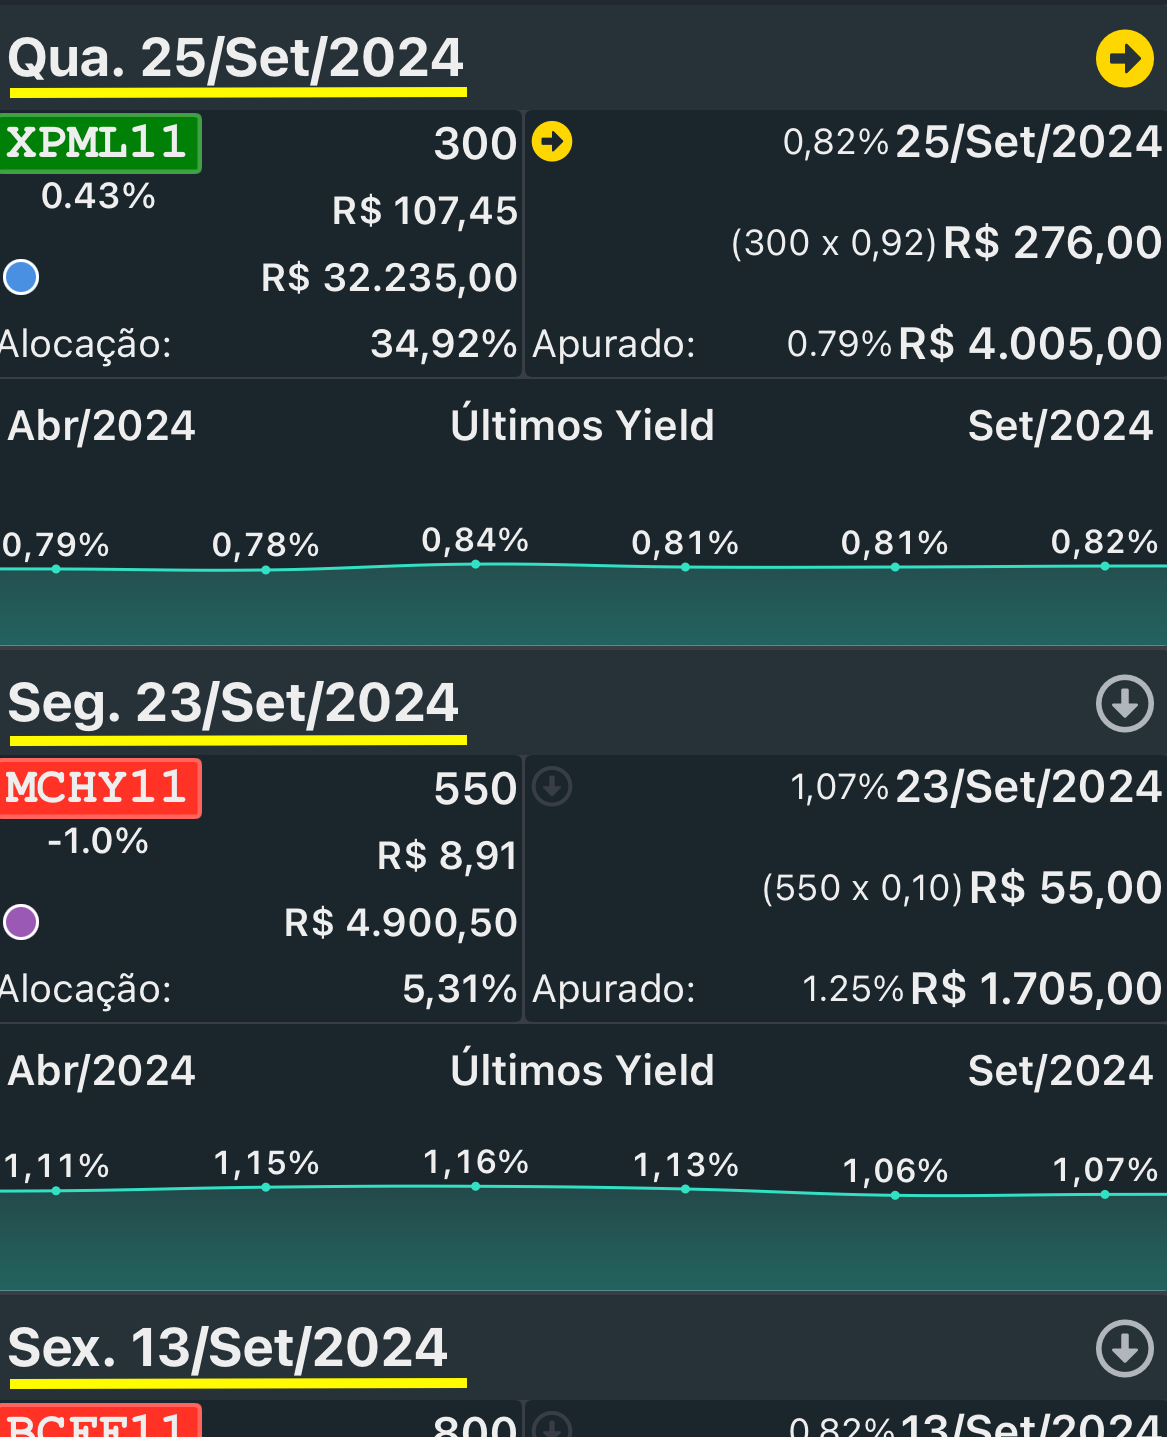 Qua. 25/Set/2024
XPML11 300 0,82% 25/Set/2024
0.43% R$ 107,45 (300 x 0,92) R$ 276,00
R$ 32.235,00
Alocação: 34,92% Apurado: 0.79% R$ 4.005,00
Abr/2024 Últimos Yield Set/2024
0,79% 0,78% 0,84% 0,81% 0,81% 0,82%
Seg. 23/Set/2024
MCHY11 550 1,07% 23/Set/2024
-1.0% R$ 8,91 (550 x 0,10) R$ 55,00
R$ 4.900,50
Alocação: 5,31% Apurado: 1.25% R$ 1.705,00
Abr/2024 Últimos Yield Set/2024
1,11% 1,15% 1,16% 1,13% 1,06% 1,07%
Sex. 13/Set/2024
BCFF11 800 0,82% 13/Set/2024